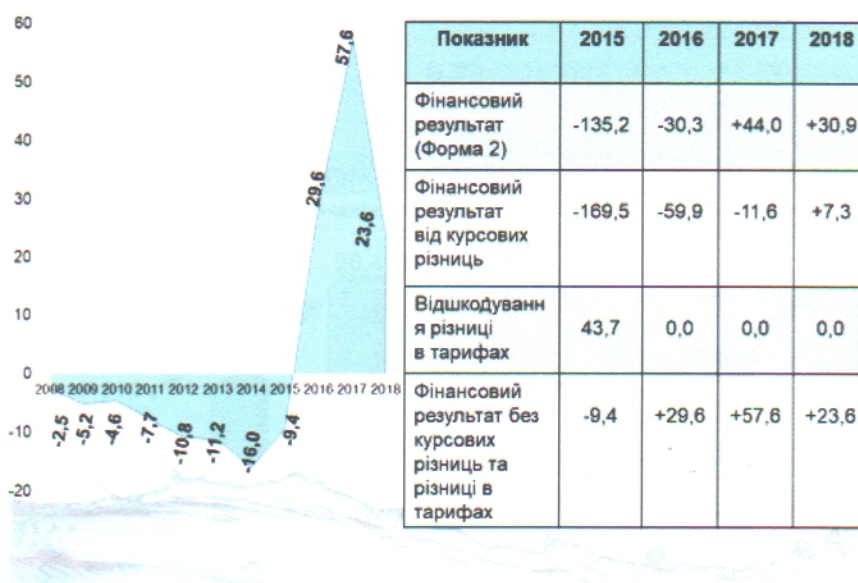 60
50
40
30
20
10
0
-10
-20
2008 2009 2010 2011 2012 2013 2014 2015 2016 2017 2018
-2,5
-5,2
-4,6
-7,7
-10,8
-11,2
-16,0
-9,4
29,6
57,6
23,6
Показник 2015 2016 2017 2018
Фінансовий
результат -135,2 -30,3 +44,0 +30,9
(Форма 2)
Фінансовий
результат -169,5 -59,9 -11,6 +7,3
від курсових
різниць
Відшкодуванн
я різниці 43,7 0,0 0,0 0,0
в тарифах
Фінансовий
результат без -9,4 +29,6 +57,6 +23,6
курсових
різниць та
різниці в
тарифах